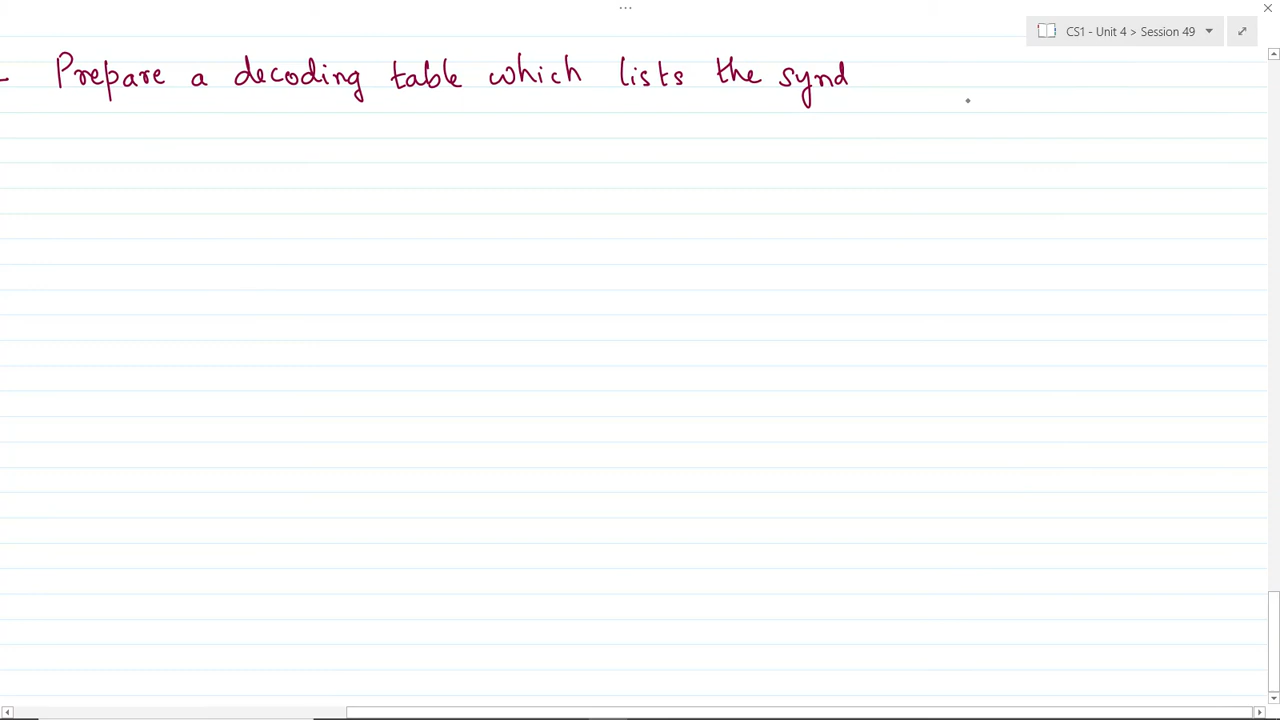 CS1 - Unit 4 > Session 49
- Prepare a decoding table which lists the synd